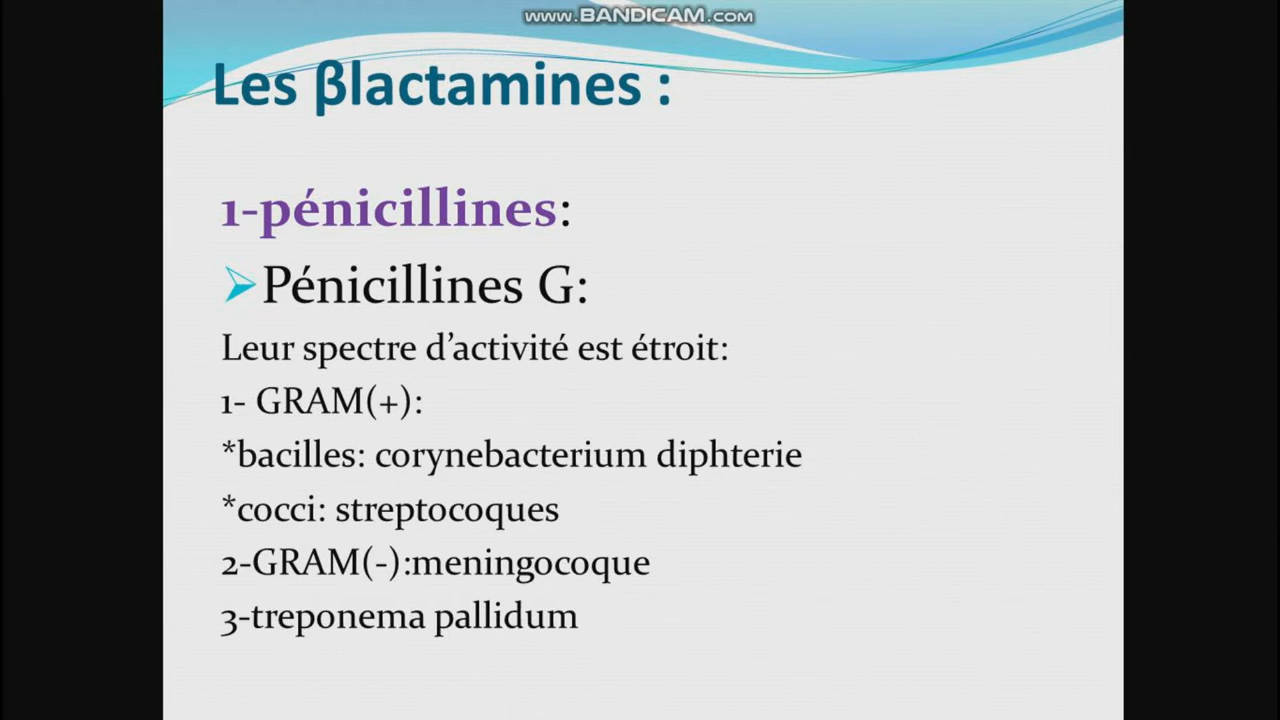 www.BANDICAM.com
Les βlactamines :
1-pénicillines:
Pénicillines G:
Leur spectre d’activité est étroit:
1- GRAM(+):
*bacilles: corynebacterium diphterie
*cocci: streptocoques
2-GRAM(-):meningocoque
3-treponema pallidum